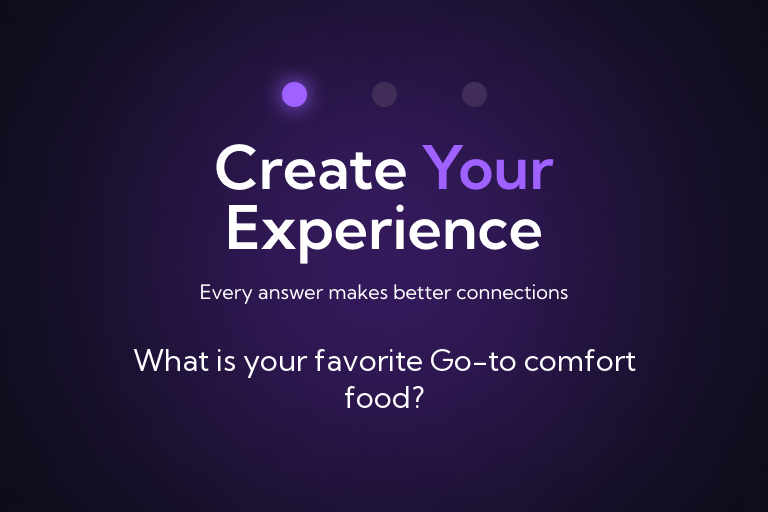 Create Your
Experience
Every answer makes better connections
What is your favorite Go-to comfort
food?